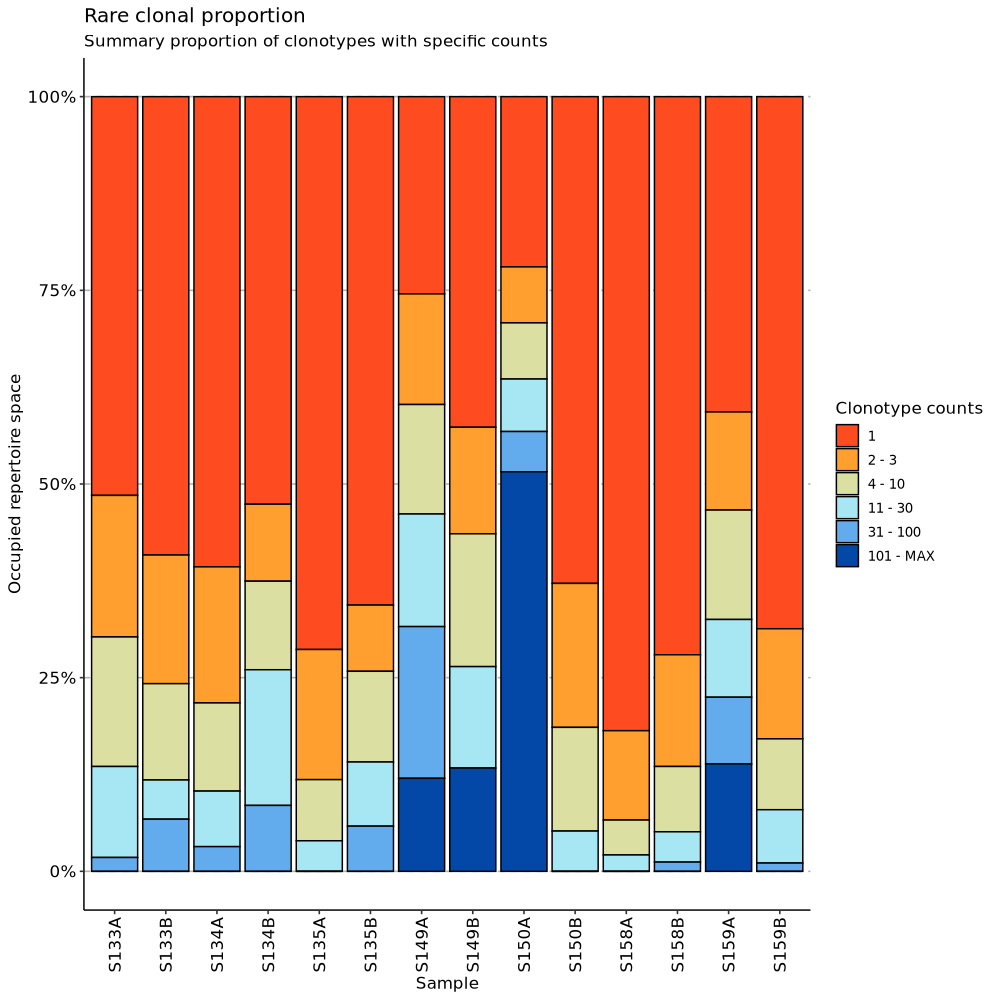 Rare clonal proportion
Summary proportion of clonotypes with specific counts
Occupied repertoire space
100%
75%
50%
25%
0%
S133A
S133B
S134A
S134B
S135A
S135B
S149A
S149B
S150A
S150B
S158A
S158B
S159A
S159B
Sample
Clonotype counts
1
2 - 3
4 - 10
11 - 30
31 - 100
101 - MAX